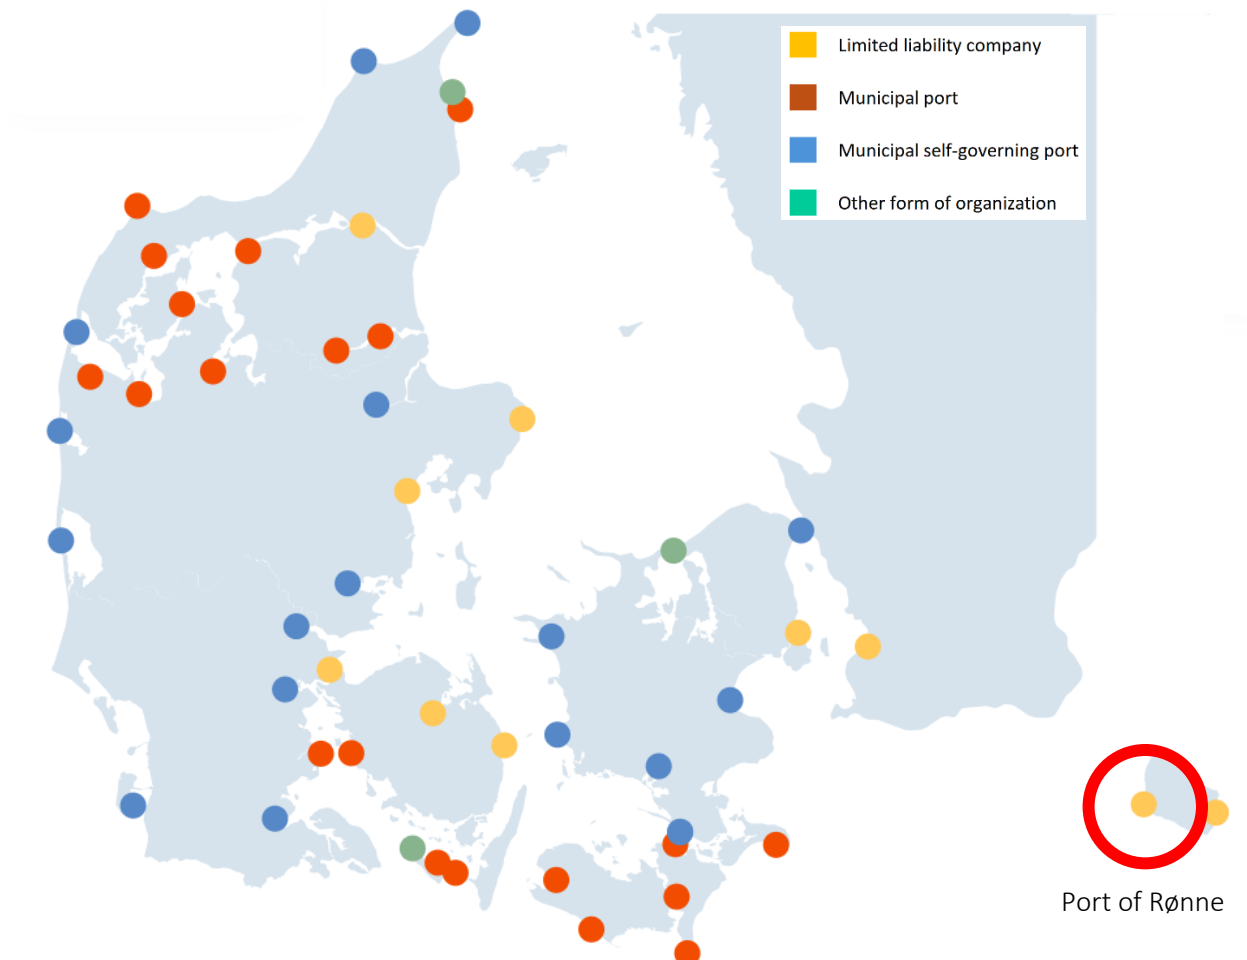 Limited liability company
Municipal port
Municipal self-governing port
Other form of organization
Port of Rønne